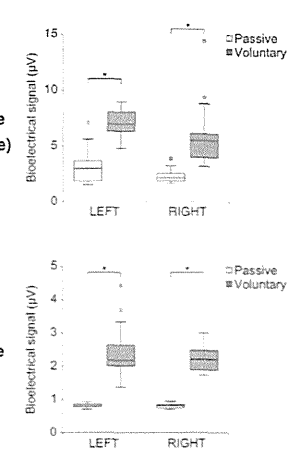 15
10
5
0
Bioelectrical signal (µV)
*
*
Passive
Voluntary
LEFT
RIGHT
e
e)
5
4
3
2
1
0
Bioelectrical signal (µV)
*
*
Passive
Voluntary
LEFT
RIGHT
e